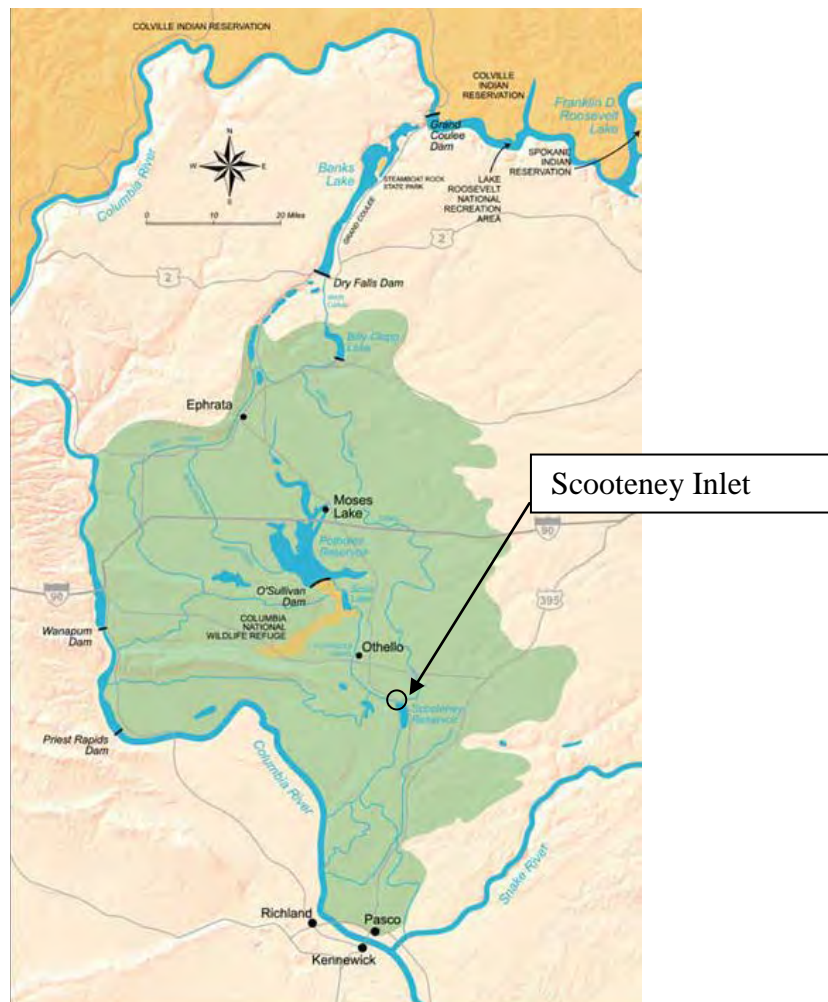 COLVILLE INDIAN RESERVATION
COLVILLE
INDIAN
RESERVATION
Franklin D.
Roosevelt
Lake
Grand
Coulee
Dam
SPOKANE
INDIAN
RESERVATION
LAKE
ROOSEVELT
NATIONAL
RECREATION
AREA
N
W
E
S
Columbia River
Banks
Lake
STEAMBOAT ROCK
STATE PARK
GRAND COULEE
0
10
20 Miles
2
2
Dry Falls Dam
Billy Clapp
Lake
Ephrata
Scooteney Inlet
Moses
Lake
Potholes
Reservoir
90
O'Sullivan
Dam
90
395
COLUMBIA
NATIONAL
WILDLIFE REFUGE
Wanapum
Dam
Othello
Scooteney
Reservoir
Priest Rapids
Dam
Columbia River
Snake River
Richland
Pasco
Kennewick